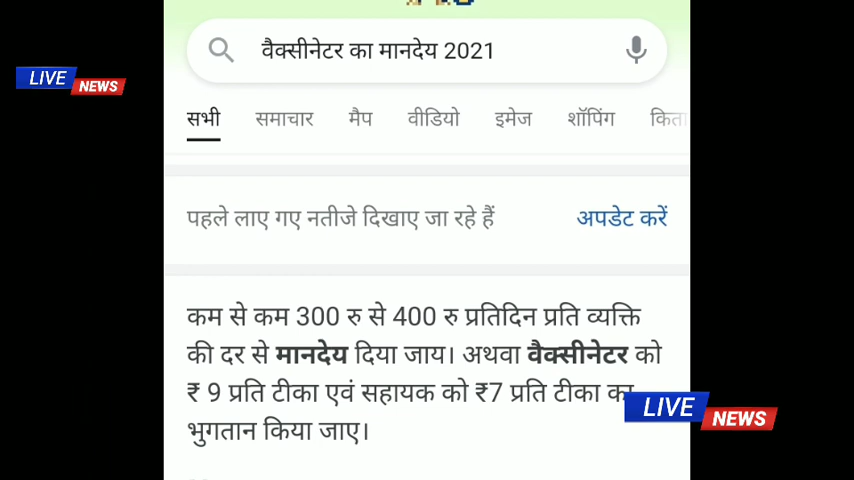 वैक्सीनेटर का मानदेय 2021
LIVE NEWS
सभी समाचार मैप वीडियो इमेज शॉपिंग
पहले लाए गए नतीजे दिखाए जा रहे हैं अपडेट करें
कम से कम 300 रु से 400 रु प्रतिदिन प्रति व्यक्ति
की दर से मानदेय दिया जाय। अथवा वैक्सीनेटर को
₹ 9 प्रति टीका एवं सहायक को ₹7 प्रति टीका का
भुगतान किया जाए।
LIVE NEWS